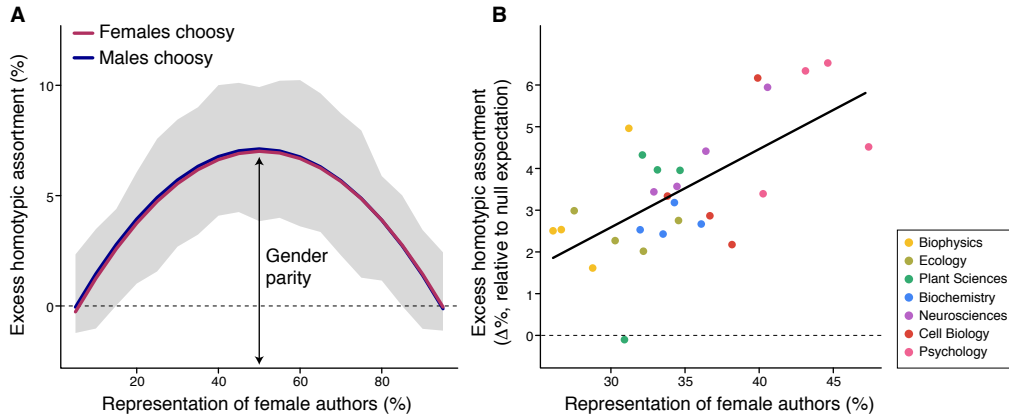 A
Females choosy
Males choosy
Excess homotypic assortment (%)
10
5
0
Gender
parity
20
40
60
80
Representation of female authors (%)
B
Excess homotypic assortment
(Δ%, relative to null expectation)
6
5
4
3
2
1
0
30
35
40
45
Representation of female authors (%)
Biophysics
Ecology
Plant Sciences
Biochemistry
Neurosciences
Cell Biology
Psychology